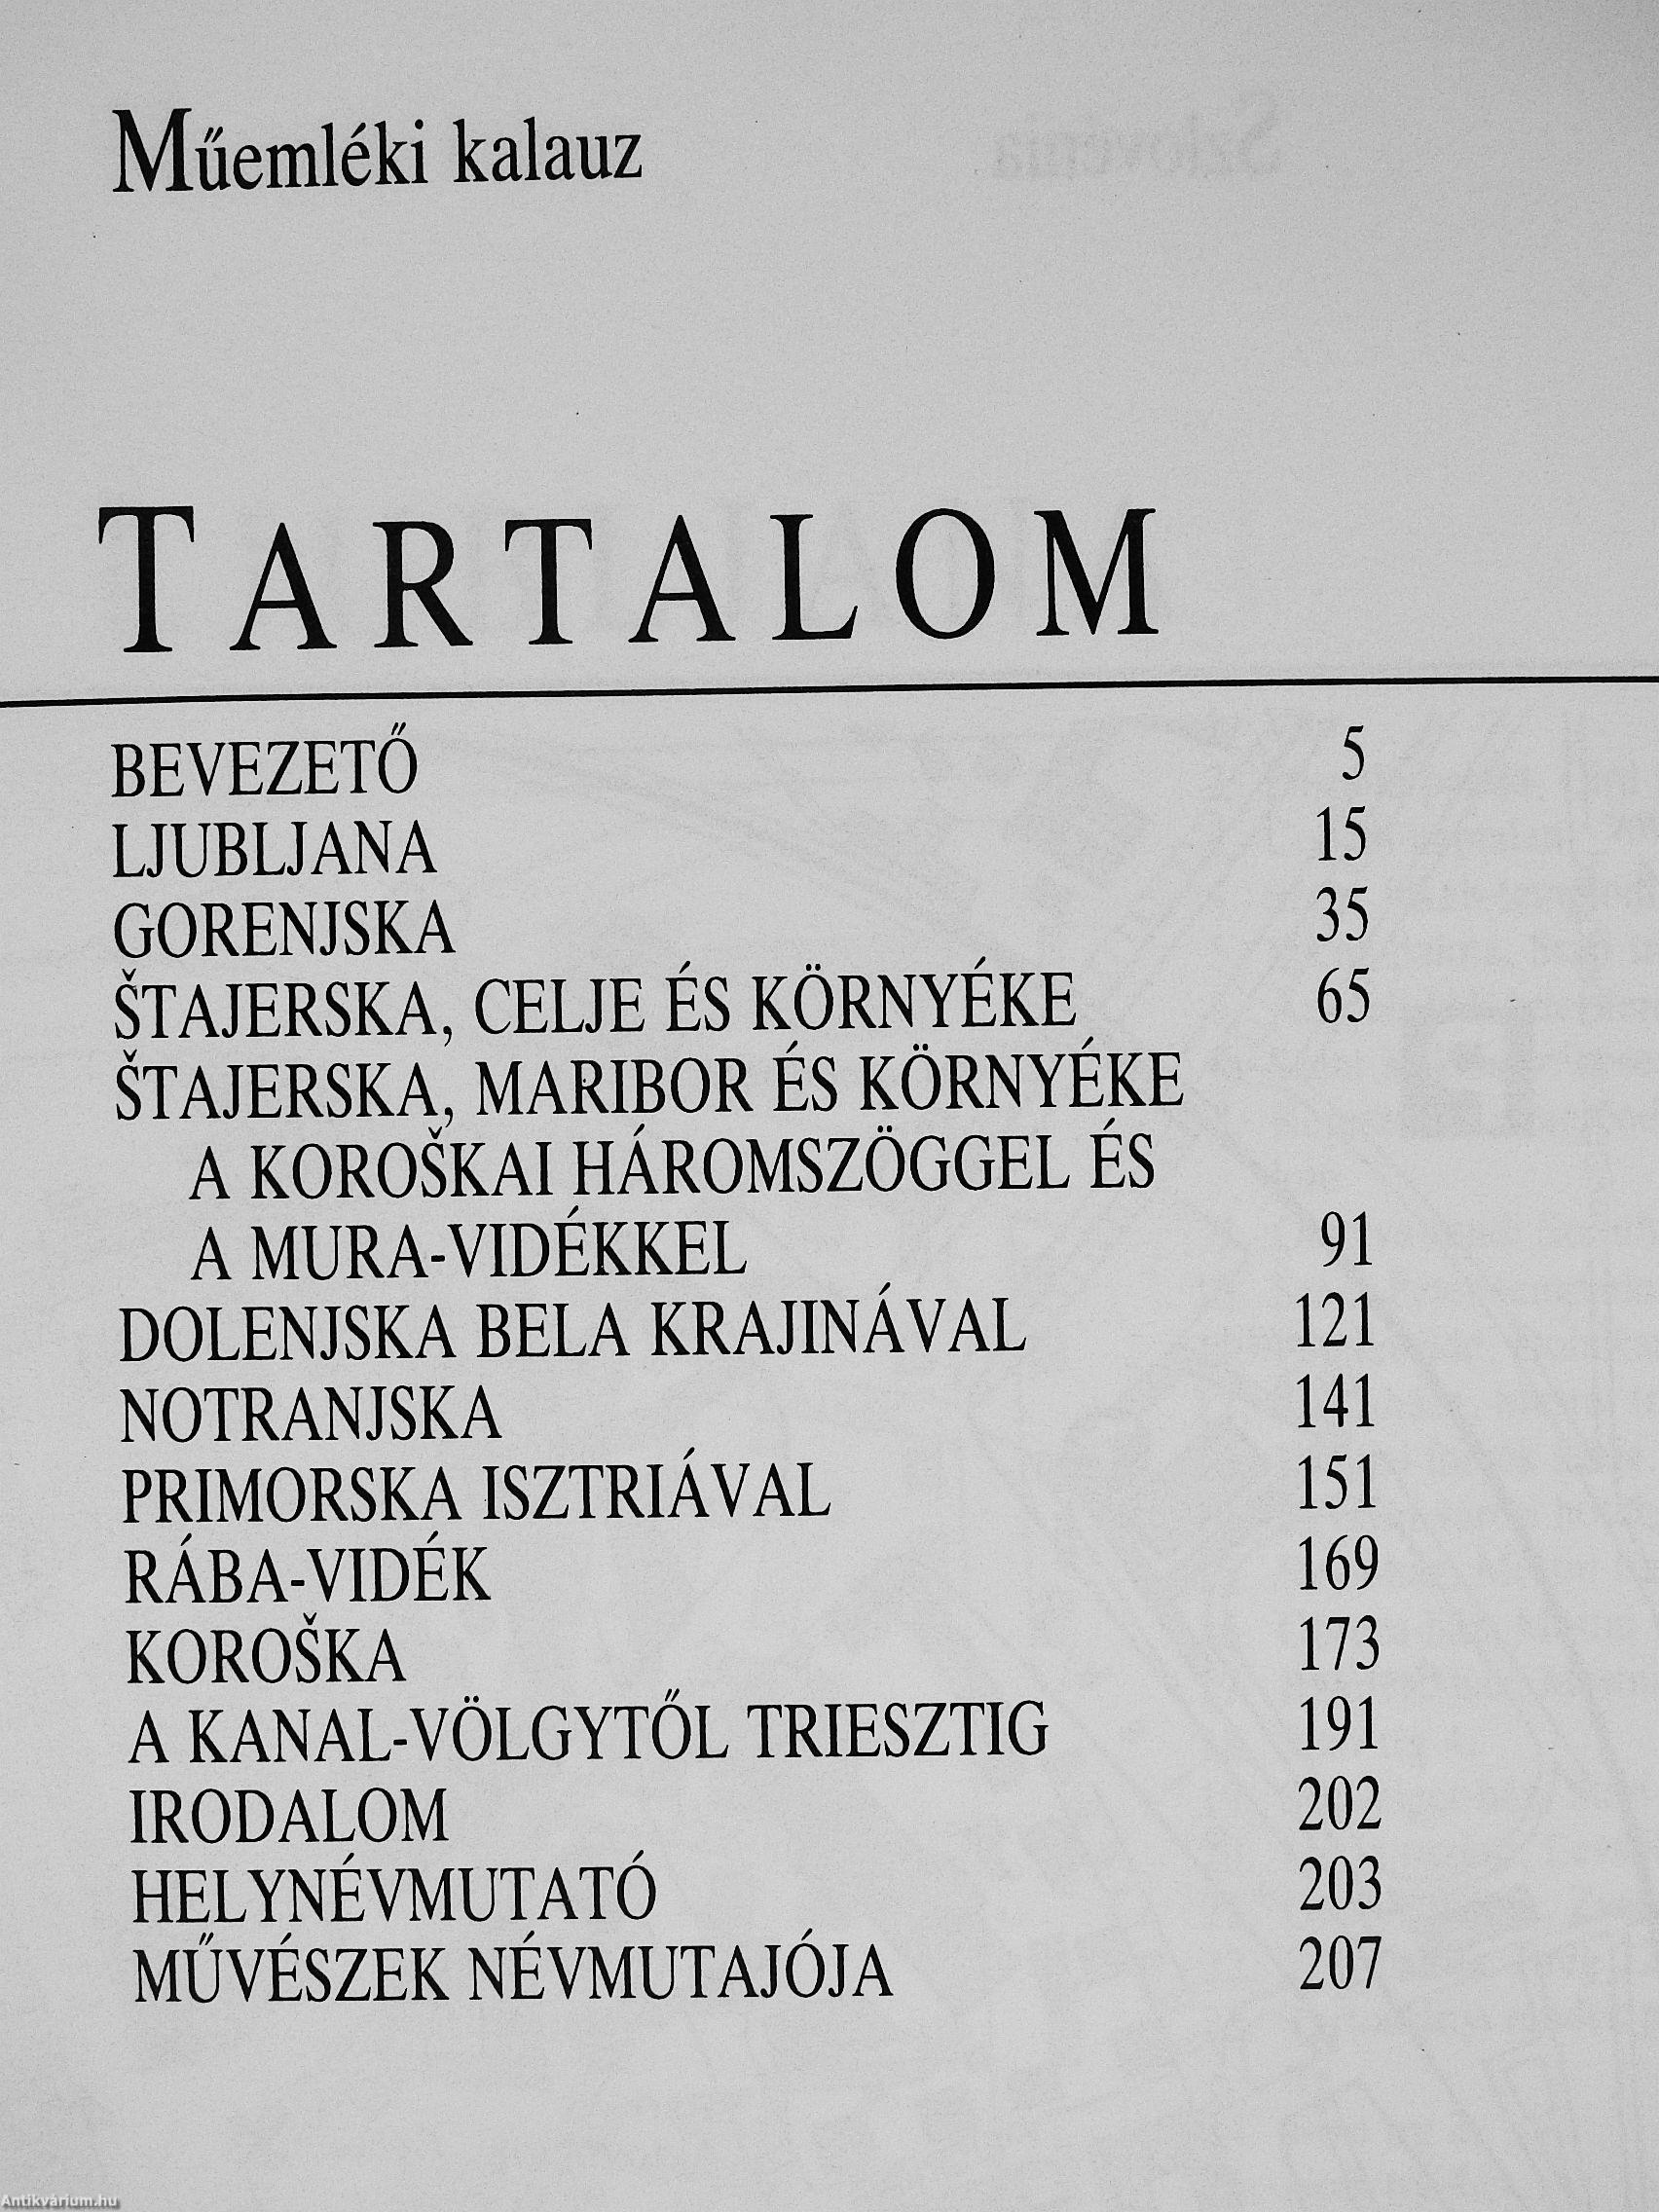 Műemléki kalauz
TARTALOM
BEVEZETŐ 5
LJUBLJANA 15
GORENJSKA 35
ŠTAJERSKA, CELJE ÉS KÖRNYÉKE 65
ŠTAJERSKA, MARIBOR ÉS KÖRNYÉKE
A KOROŠKAI HÁROMSZÖGGEL ÉS
A MURA-VIDÉKKEL 91
DOLENJSKA BELA KRAJINÁVAL 121
NOTRANJSKA 141
PRIMORSKA ISZTRIÁVAL 151
RÁBA-VIDÉK 169
KOROŠKA 173
A KANAL-VÖLGYTŐL TRIESZTIG 191
IRODALOM 202
HELYNÉVMUTATÓ 203
MŰVÉSZEK NÉVMUTAJÓJA 207
Antikvárium.hu